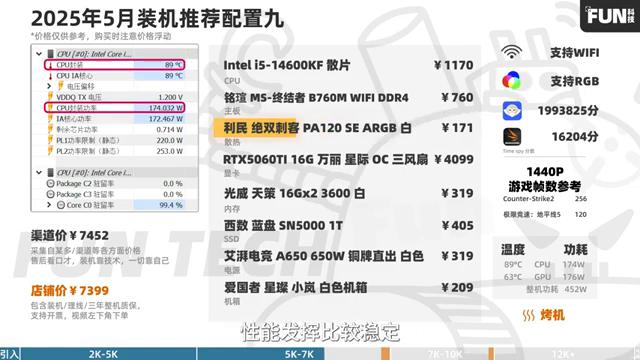 2025年5月装机推荐配置九
*价格仅供参考，购买时注意价格浮动
FUN科技
CPU [#0]: Intel Core i...
CPU封装 89 ℃
CPU IA核心 89 ℃
电压偏移
VDDQ TX 电压 1.200 V
CPU封装功率 174.032 W
IA核心功率 172.467 W
剩余芯片功率 0.714 W
PL1功率限制（静态） 220.0 W
PL2功率限制（静态） 253.0 W
CPU [#0]: Intel Core i...
Package C2 驻留率 0.0 %
Package C3 驻留率 0.0 %
Core C0 驻留率 99.4 %
渠道价 ¥ 7452
采集自某多/渠道等各方面价格
售后看口才，装机靠技术，一切靠自己
店铺价 ¥ 7399
包含装机/理线/三年整机质保，
支持开票，视频左下角下单
Intel i5-14600KF 散片 ¥ 1170
CPU
铭瑄 MS-终结者 B760M WIFI DDR4 ¥ 760
主板
利民 绝双刺客 PA120 SE ARGB 白 ¥ 171
散热
RTX5060TI 16G 万丽 星际 OC 三风扇 ¥ 4099
显卡
光威 天策 16Gx2 3600 白 ¥ 319
内存
西数 蓝盘 SN5000 1T ¥ 405
SSD
艾湃电竞 A650 650W 铜牌直出 白色 ¥ 319
电源
爱国者 星璨 小岚 白色机箱 ¥ 209
机箱
支持WIFI
支持RGB
1993825分
16204分
Time spy 分数
1440P
游戏帧数参考
Counter-Strike2 256
极限竞速：地平线5 120
温度 功耗
89℃ CPU 174W
63℃ GPU 176W
整机功耗 452W
烤机
FUN TECH
FUN
性能发挥比较稳定
引入 2K-5K 5K-7K 7K-10K 12K+